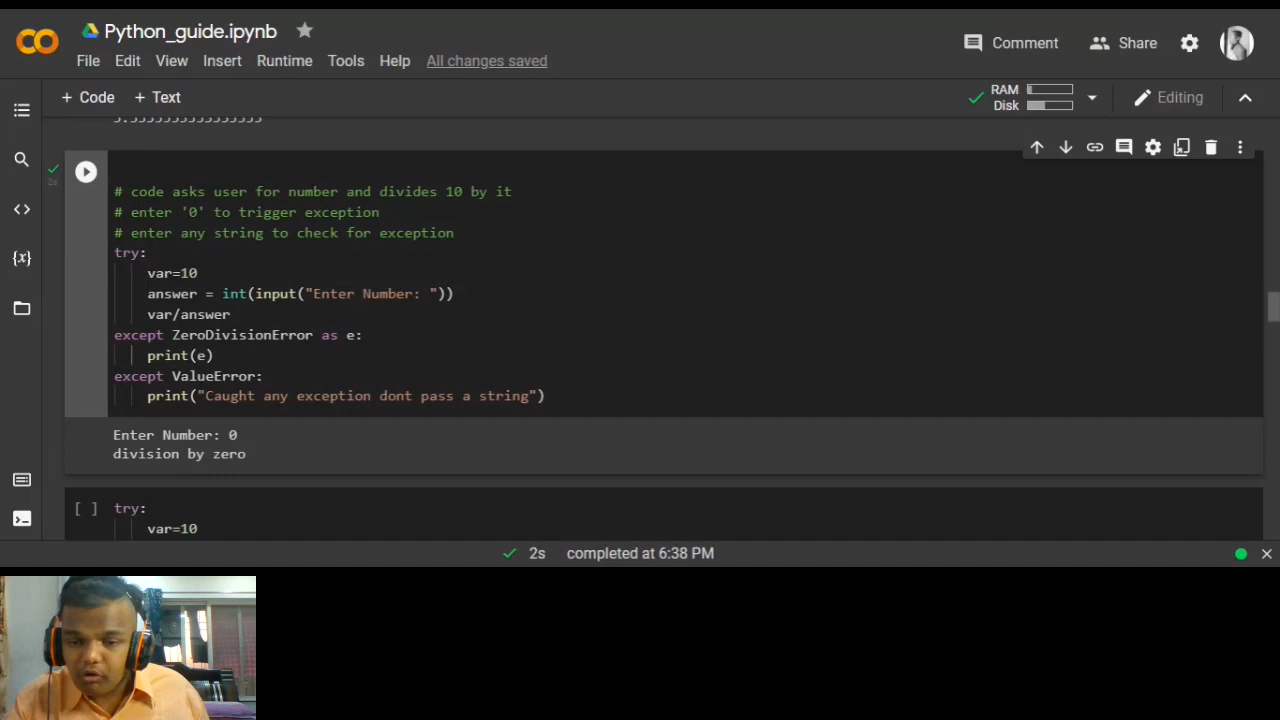 Python_guide.ipynb
File Edit View Insert Runtime Tools Help All changes saved
Comment Share
+ Code + Text
RAM
Disk
Editing
2s
# code asks user for number and divides 10 by it
# enter '0' to trigger exception
# enter any string to check for exception
try:
var=10
answer = int(input("Enter Number: "))
var/answer
except ZeroDivisionError as e:
print(e)
except ValueError:
print("Caught any exception dont pass a string")
Enter Number: 0
division by zero
[ ] try:
var=10
2s completed at 6:38 PM